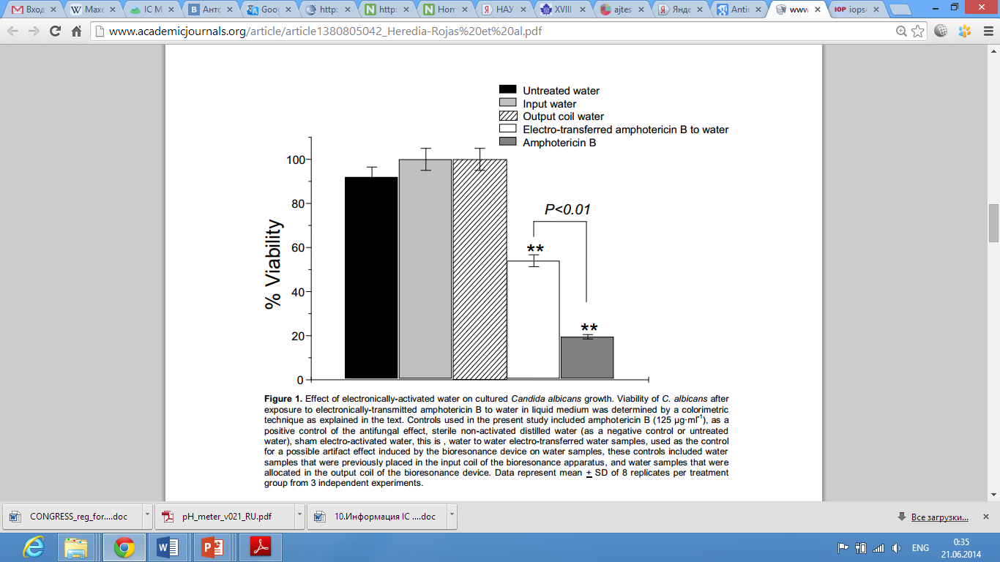 Вход
W Махе
IC М
Анто
Goog
http:
https
Hom
НАУ
XVIII
ajtes
Янде
Antim
www
IOP iopsc
www.academicjournals.org/article/article1380805042_Heredia-Rojas%20et%20al.pdf
Untreated water
Input water
Output coil water
Electro-transferred amphotericin B to water
Amphotericin B
% Viability
100
80
60
40
20
0
P<0.01
**
**
Figure 1. Effect of electronically-activated water on cultured Candida albicans growth. Viability of C. albicans after
exposure to electronically-transmitted amphotericin B to water in liquid medium was determined by a colorimetric
technique as explained in the text. Controls used in the present study included amphotericin B (125 µg·ml-1), as a
positive control of the antifungal effect, sterile non-activated distilled water (as a negative control or untreated
water), sham electro-activated water, this is , water to water electro-transferred water samples, used as the control
for a possible artifact effect induced by the bioresonance device on water samples, these controls included water
samples that were previously placed in the input coil of the bioresonance apparatus, and water samples that were
allocated in the output coil of the bioresonance device. Data represent mean + SD of 8 replicates per treatment
group from 3 independent experiments.
CONGRESS_reg_for....doc
pH_meter_v021_RU.pdf
10.Информация IC ....doc
Все загрузки...
ENG
0:35
21.06.2014